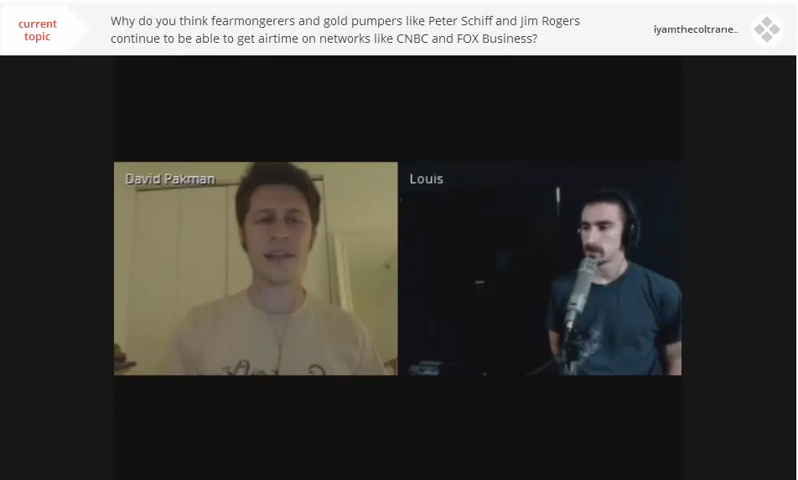 current
topic
Why do you think fearmongerers and gold pumpers like Peter Schiff and Jim Rogers
continue to be able to get airtime on networks like CNBC and FOX Business?
iyamthecoltrane..
David Pakman
Louis